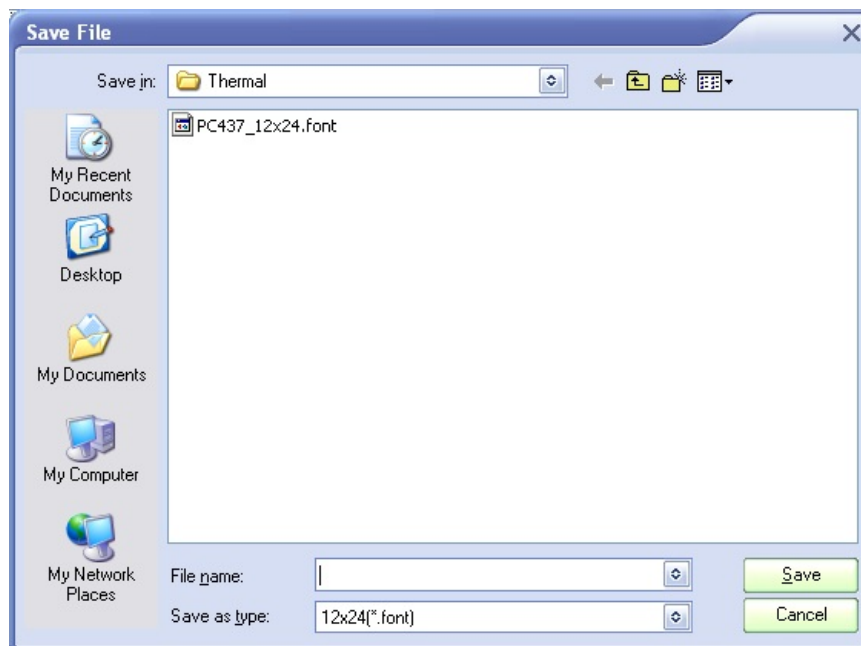 Save File
Save in:
Thermal
PC437_12x24.font
My Recent
Documents
Desktop
My Documents
My Computer
My Network
Places
File name:
Save as type:
12x24(*.font)
Save
Cancel